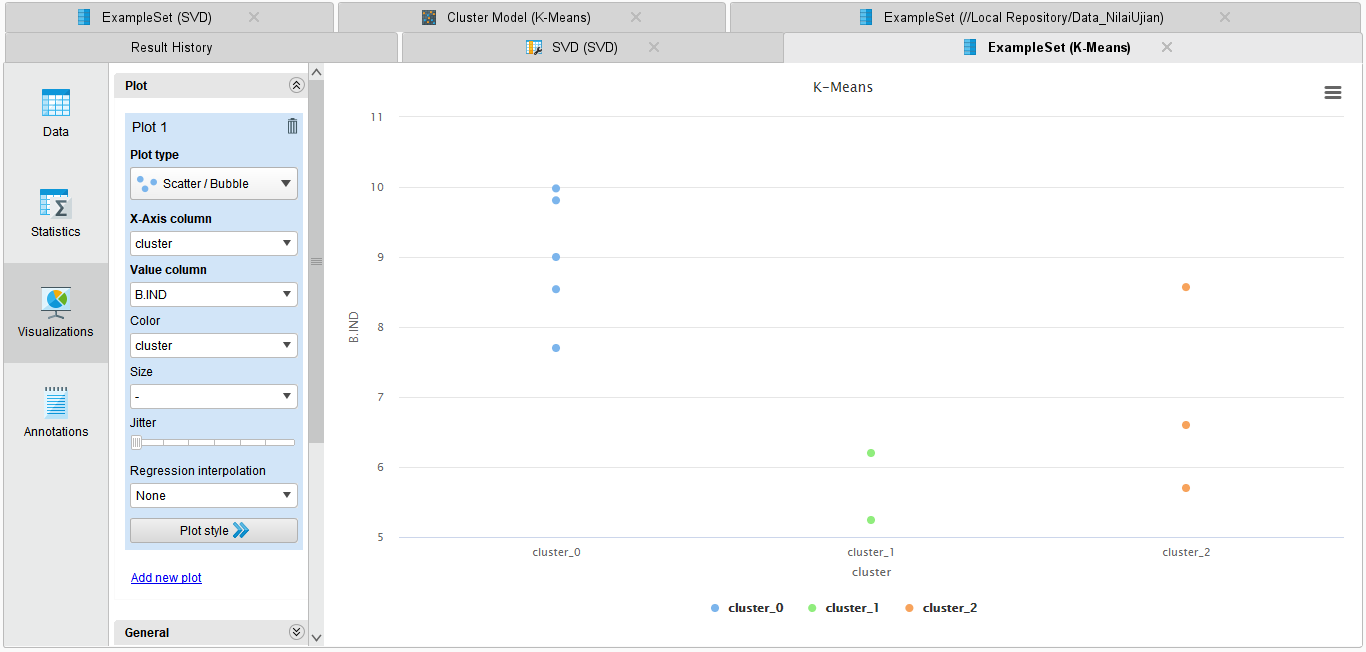 ExampleSet (SVD)
Cluster Model (K-Means)
ExampleSet (//Local Repository/Data_NilaiUjian)
Result History
SVD (SVD)
ExampleSet (K-Means)
Data
Statistics
Visualizations
Annotations
Plot
Plot 1
Plot type
Scatter / Bubble
X-Axis column
cluster
Value column
B.IND
Color
cluster
Size
-
Jitter
Regression interpolation
None
Plot style
Add new plot
General
K-Means
B.IND
11
10
9
8
7
6
5
cluster_0
cluster_1
cluster_2
cluster
cluster_0
cluster_1
cluster_2